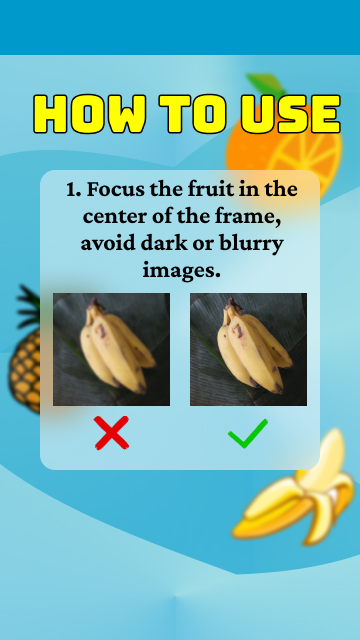 HOW TO USE
1. Focus the fruit in the
center of the frame,
avoid dark or blurry
images.